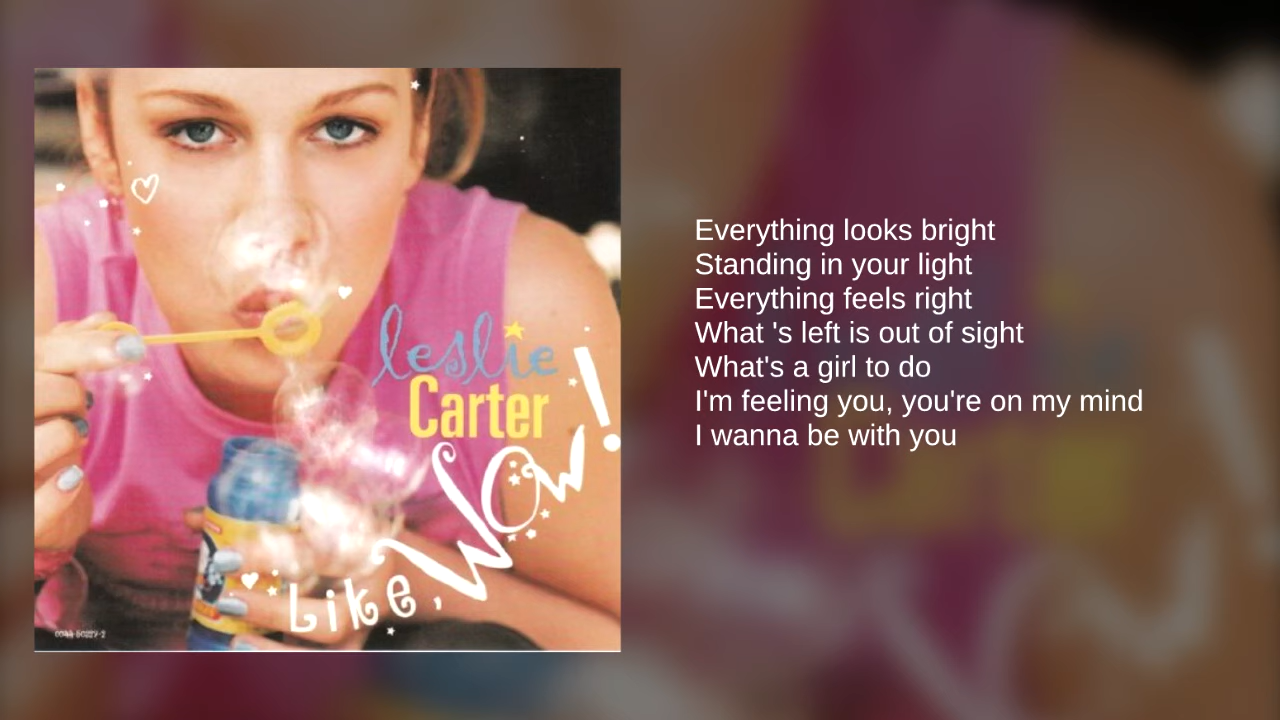 leslie
Carter
Like, Wow!
Everything looks bright
Standing in your light
Everything feels right
What 's left is out of sight
What's a girl to do
I'm feeling you, you're on my mind
I wanna be with you